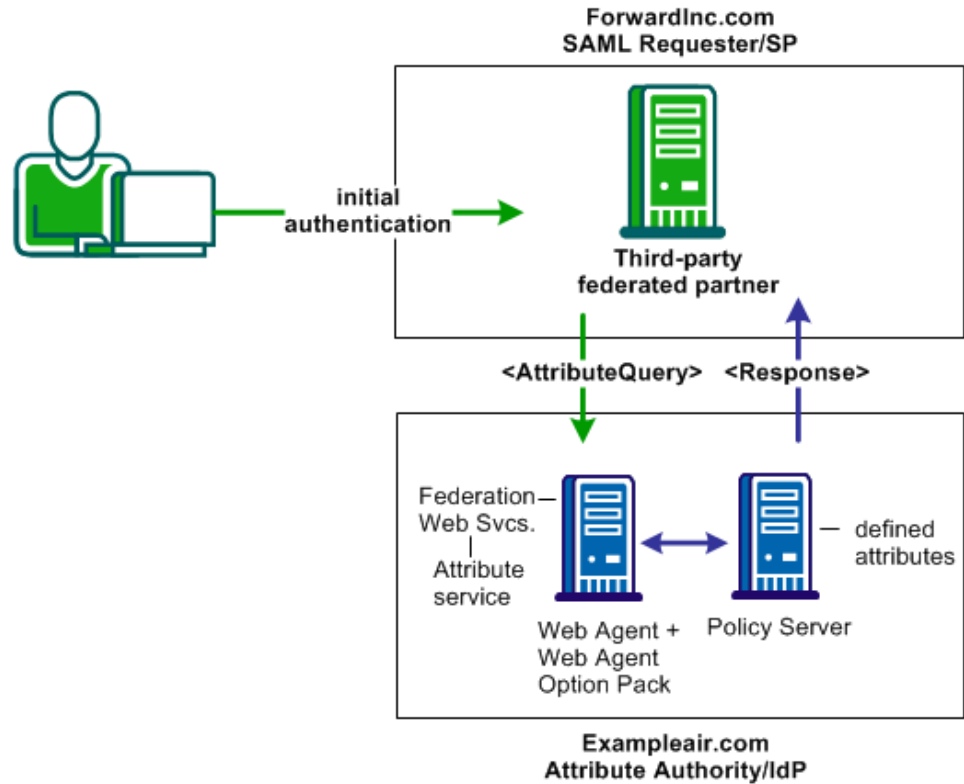 ForwardInc.com
SAML Requester/SP
initial
authentication
Third-party
federated partner
<AttributeQuery>
<Response>
Federation
Web Svcs.
Attribute
service
defined
attributes
Web Agent +
Web Agent
Option Pack
Policy Server
Exampleair.com
Attribute Authority/IdP